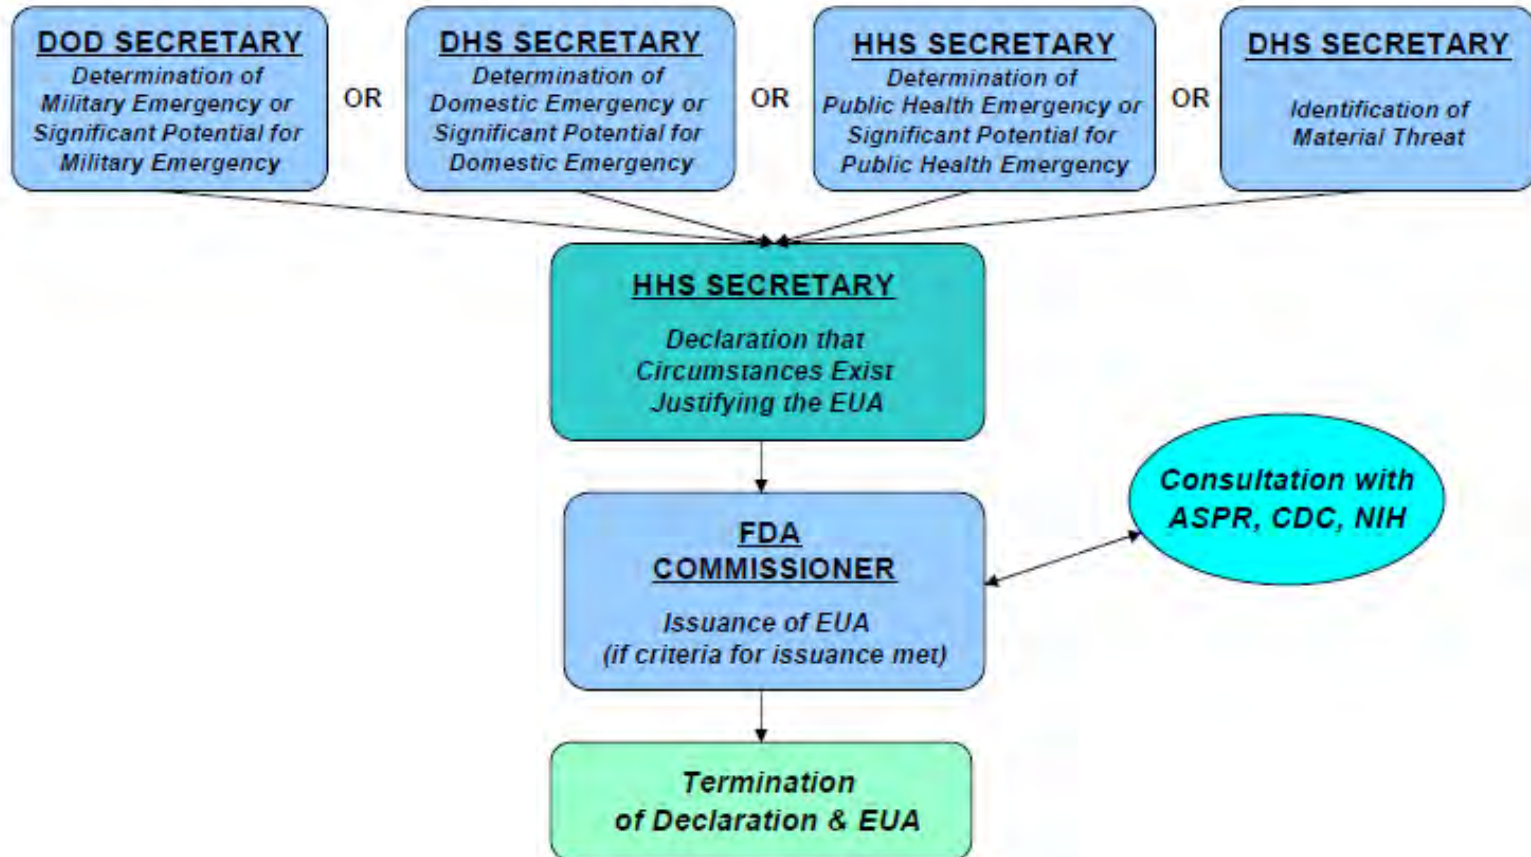 DOD SECRETARY
Determination of
Military Emergency or
Significant Potential for
Military Emergency
OR
DHS SECRETARY
Determination of
Domestic Emergency or
Significant Potential for
Domestic Emergency
OR
HHS SECRETARY
Determination of
Public Health Emergency or
Significant Potential for
Public Health Emergency
OR
DHS SECRETARY
Identification of
Material Threat
HHS SECRETARY
Declaration that
Circumstances Exist
Justifying the EUA
FDA
COMMISSIONER
Issuance of EUA
(if criteria for issuance met)
Consultation with
ASPR, CDC, NIH
Termination
of Declaration & EUA